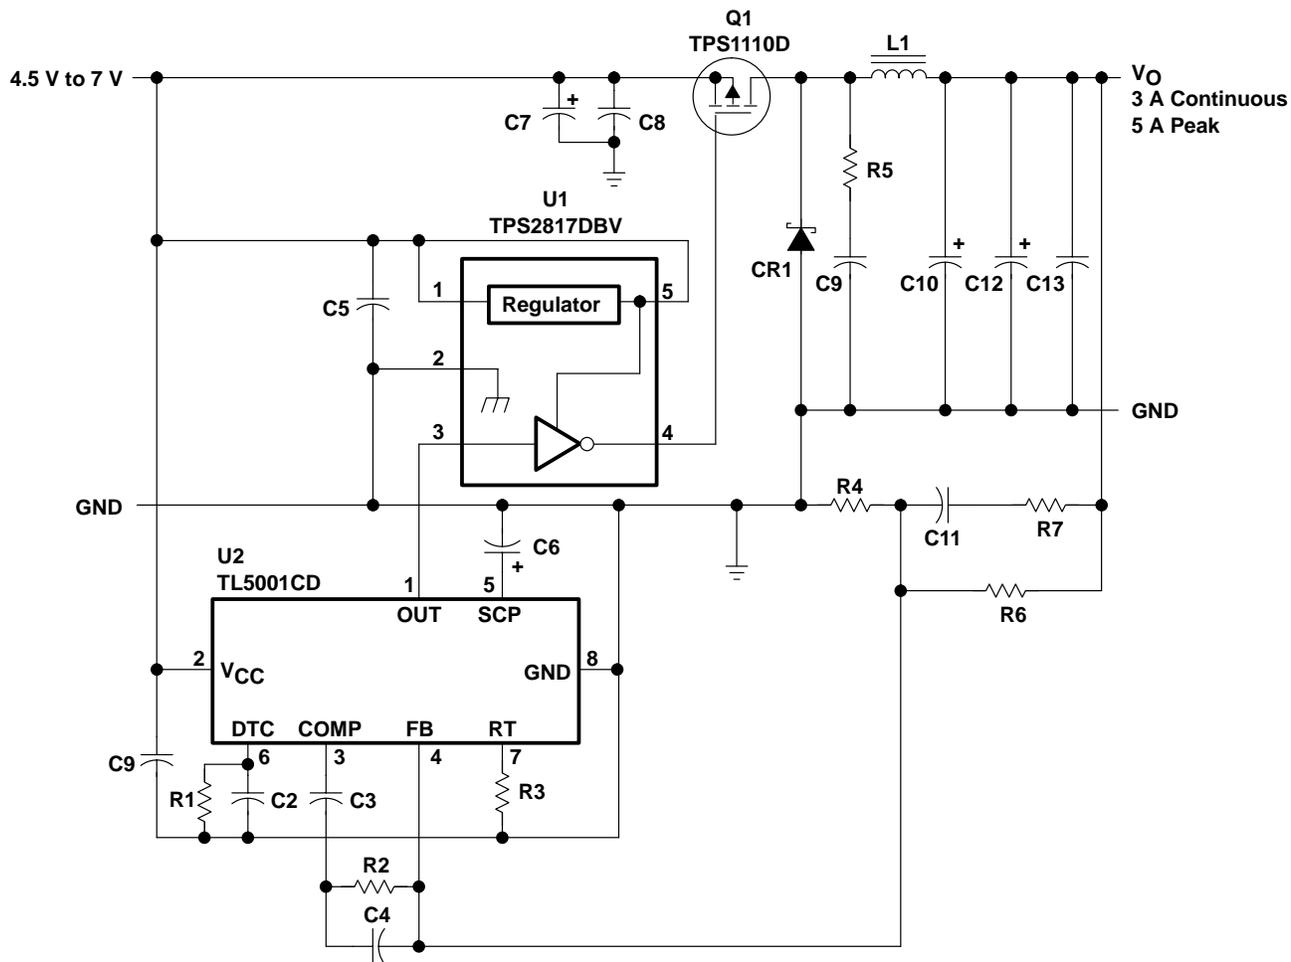 Q1
TPS1110D
L1
4.5 V to 7 V
VO
3 A Continuous
5 A Peak
C7
+
C8
R5
U1
TPS2817DBV
CR1
C9
C10
+
C12
+
C13
C5
1
Regulator
5
2
3
4
GND
GND
R4
C11
R7
R6
C6
+
U2
TL5001CD
1
5
OUT
SCP
2
VCC
GND
8
DTC
COMP
FB
RT
6
3
4
7
C9
R1
C2
C3
R3
R2
C4